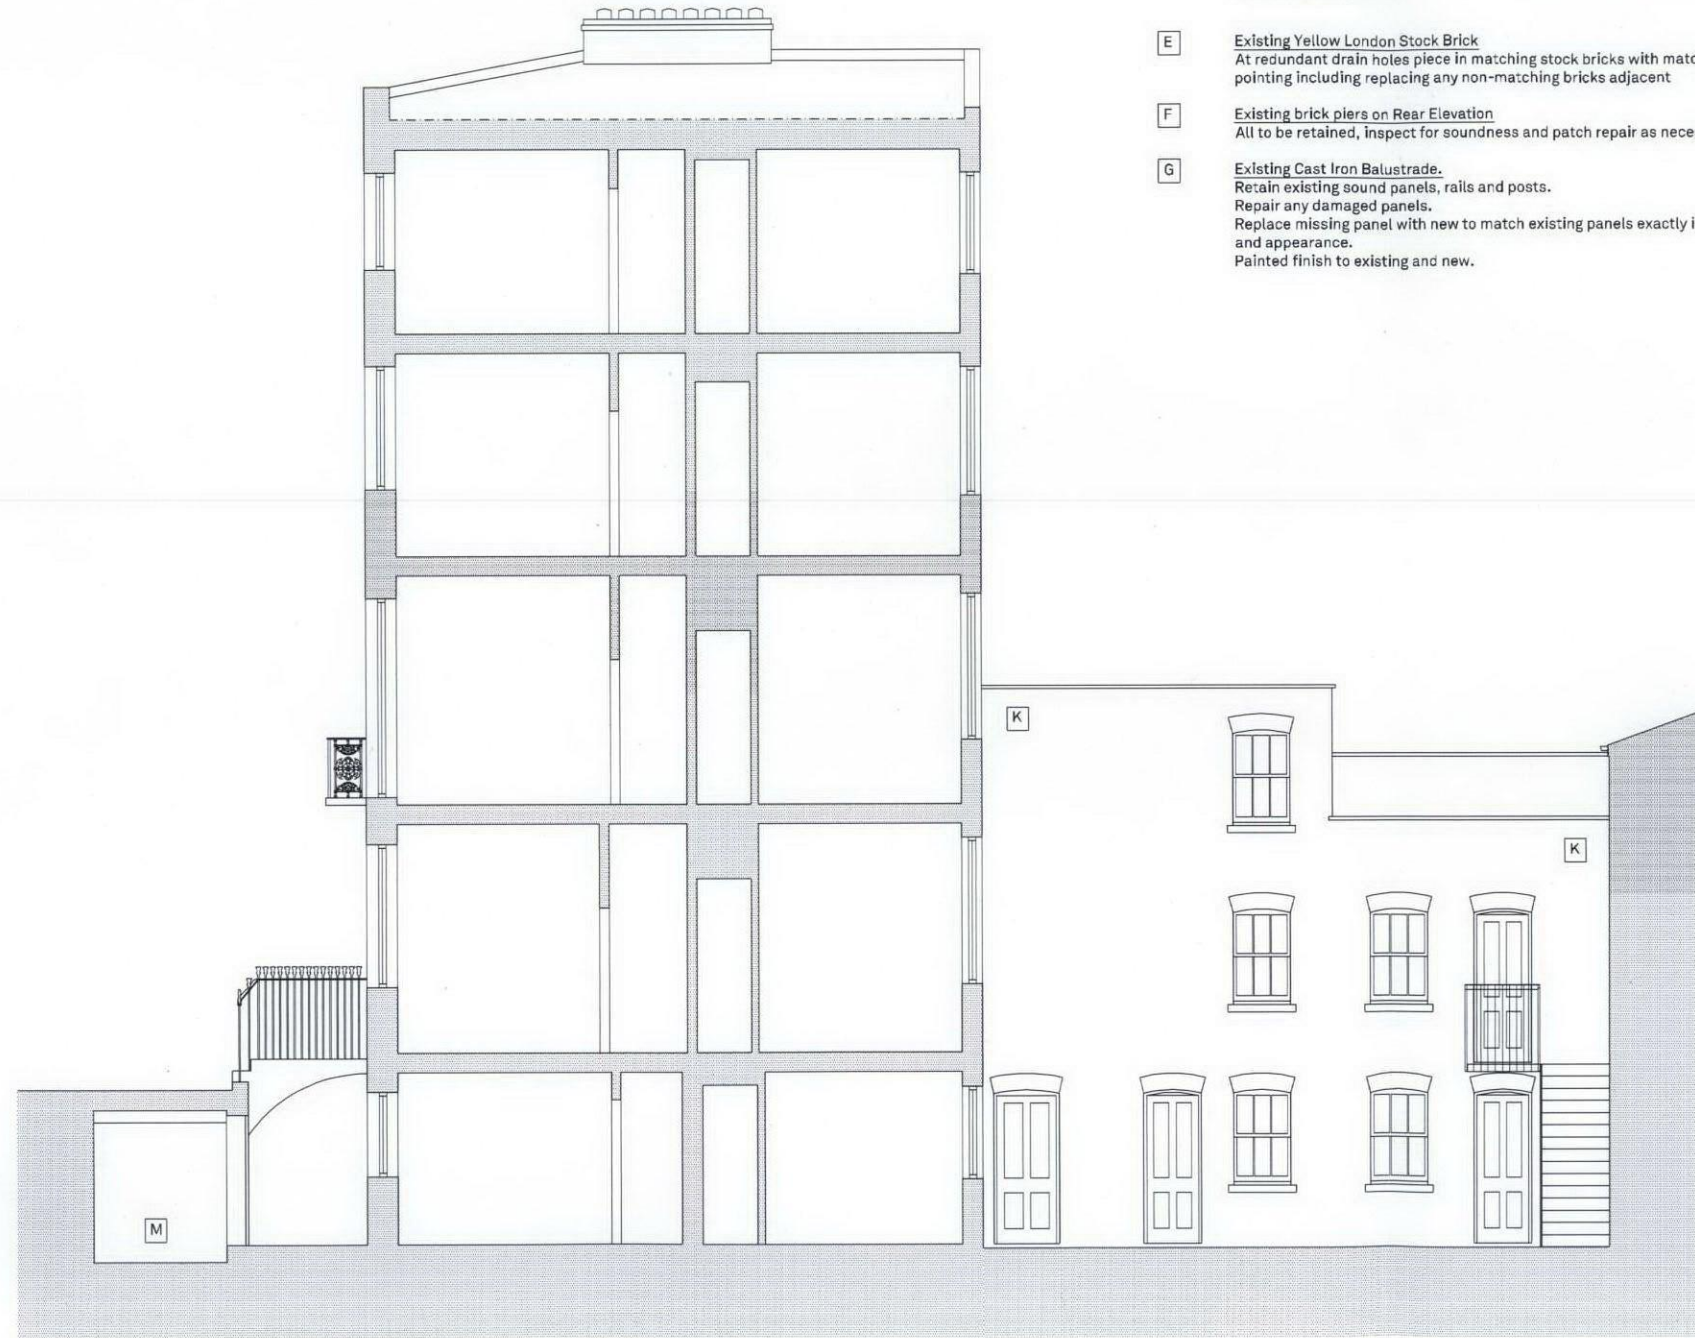 E Existing Yellow London Stock Brick
At redundant drain holes piece in matching stock bricks with matc
pointing including replacing any non-matching bricks adjacent
F Existing brick piers on Rear Elevation
All to be retained, inspect for soundness and patch repair as nece
G Existing Cast Iron Balustrade.
Retain existing sound panels, rails and posts.
Repair any damaged panels.
Replace missing panel with new to match existing panels exactly i
and appearance.
Painted finish to existing and new.
K
K
M